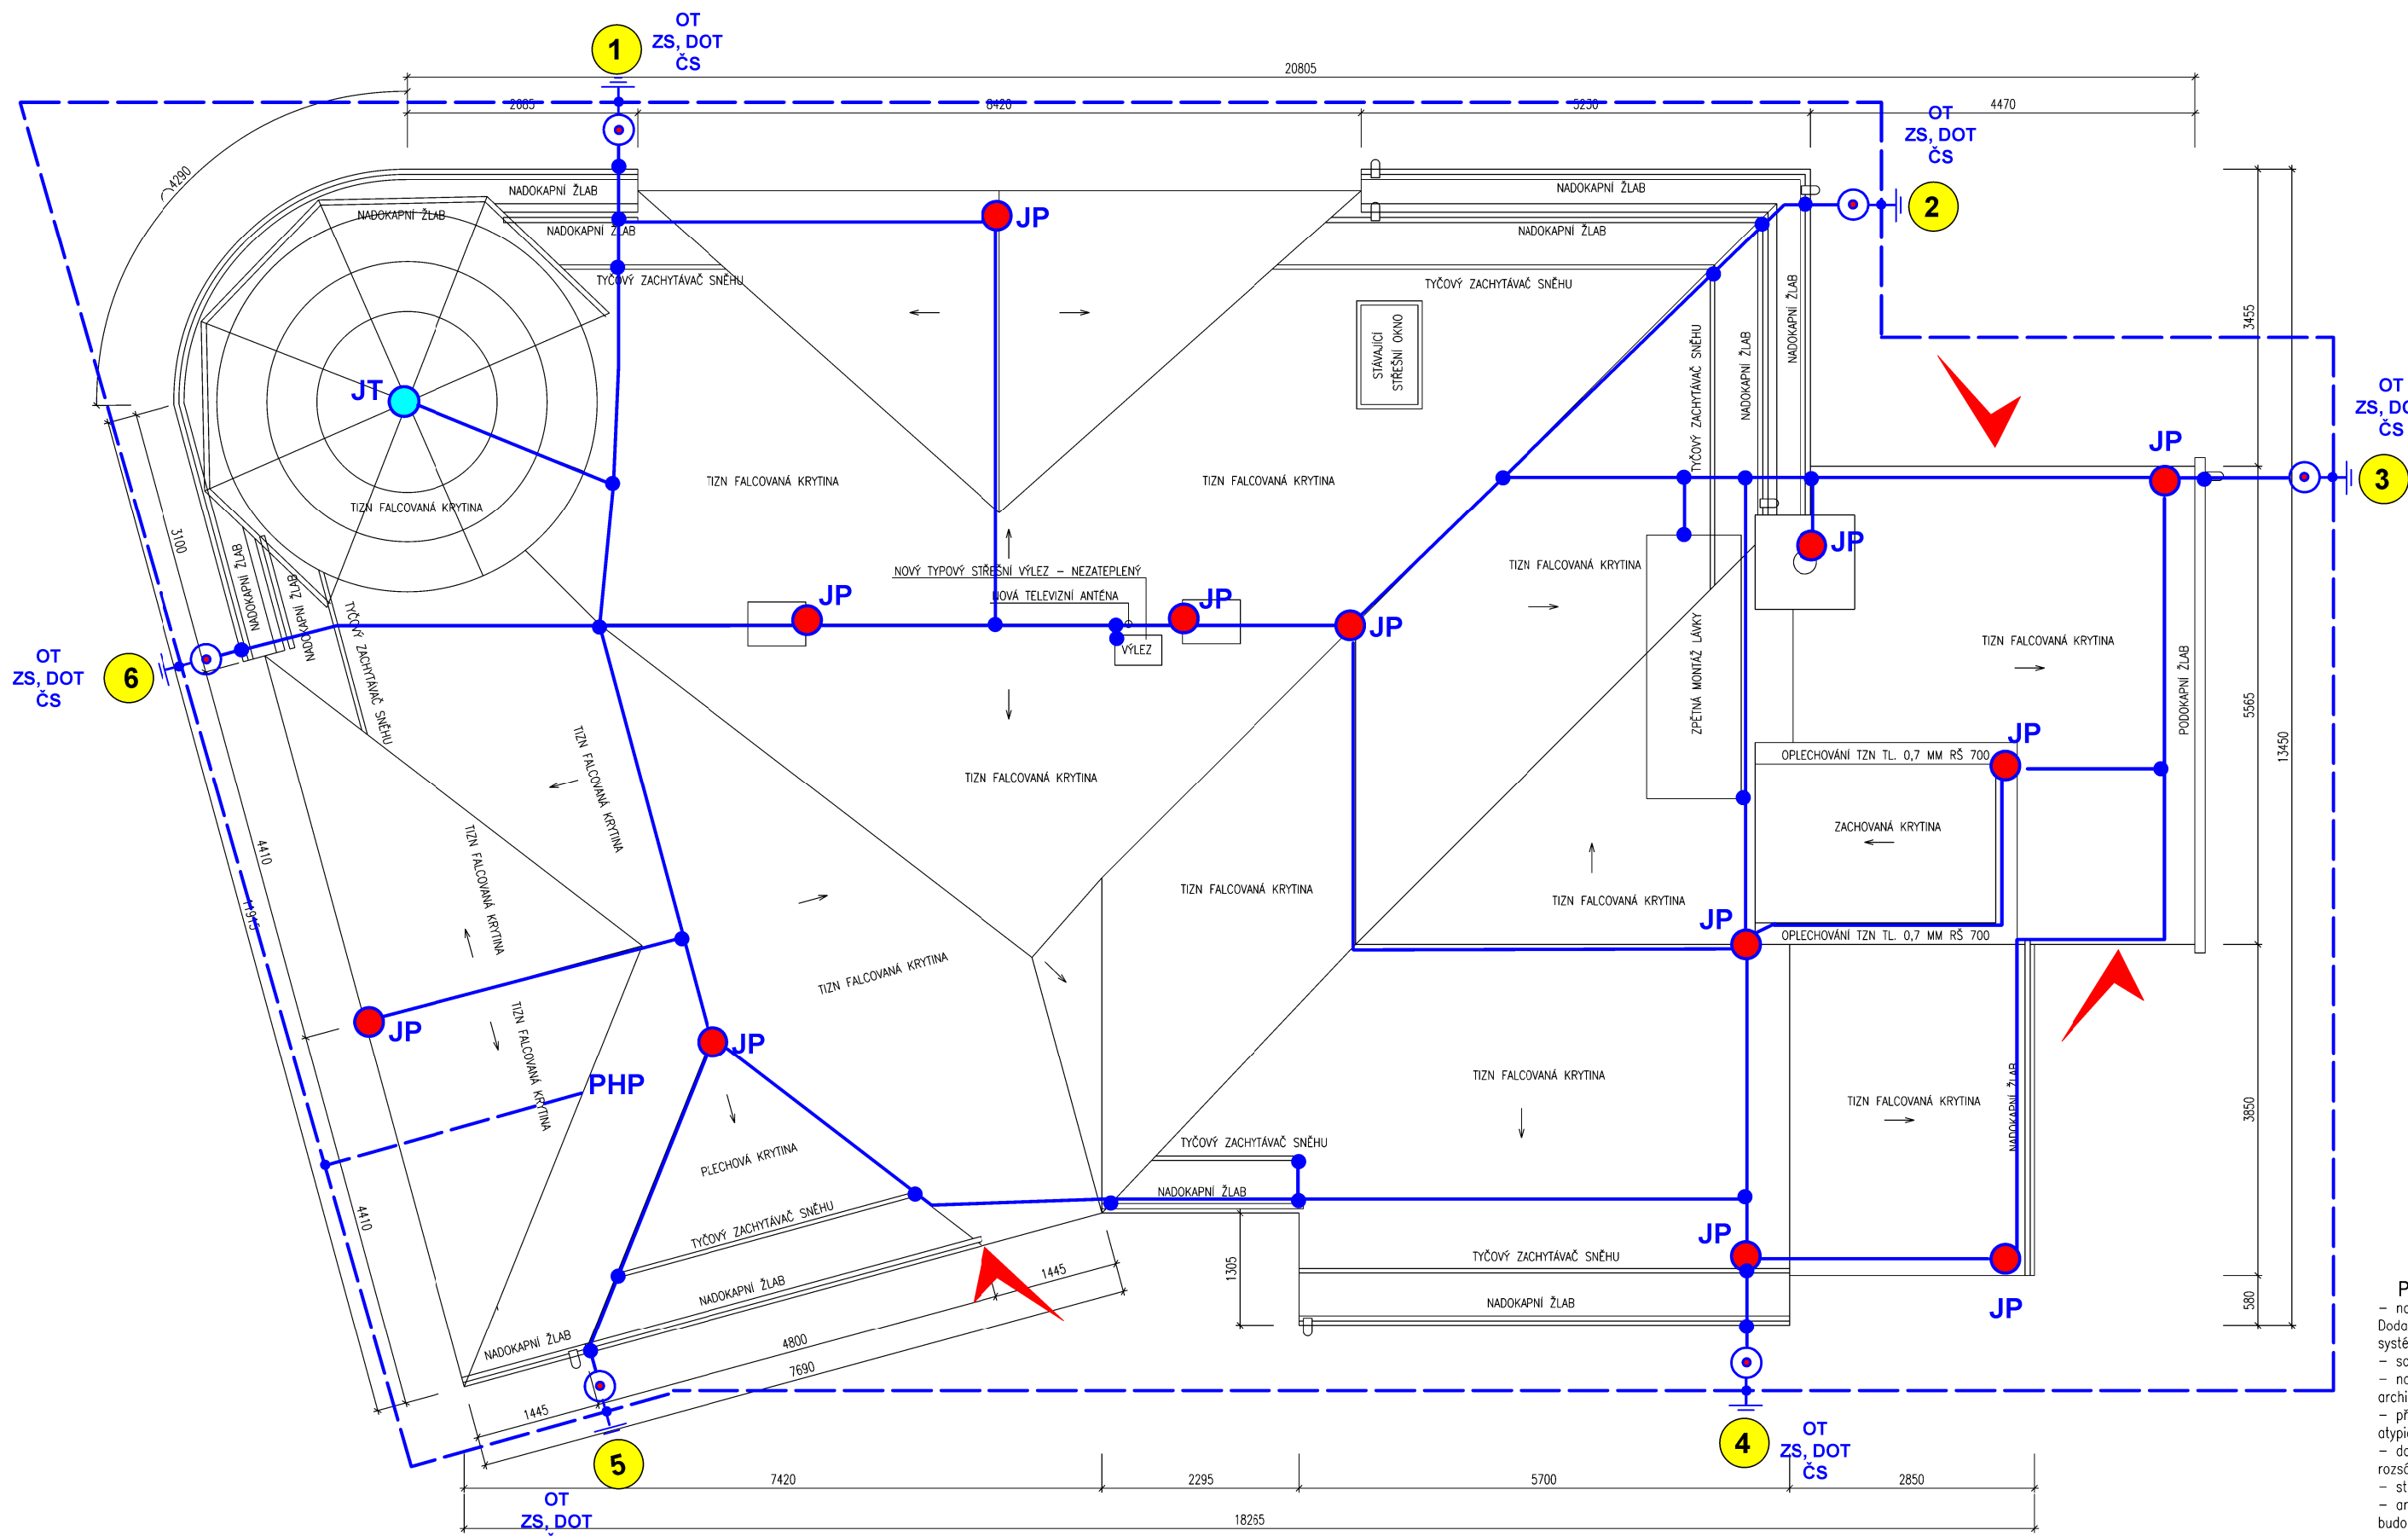 OT
ZS, DOT
ČS
1
20805
2085
8420
5230
4470
OT
ZS, DOT
ČS
2
4290
NADOKAPNÍ ŽLAB
NADOKAPNÍ ŽLAB
NADOKAPNÍ ŽLAB
NADOKAPNÍ ŽLAB
NADOKAPNÍ ŽLAB
JP
TYČOVÝ ZACHYTÁVAČ SNĚHU
TYČOVÝ ZACHYTÁVAČ SNĚHU
NADOKAPNÍ ŽLAB
NADOKAPNÍ ŽLAB
TYČOVÝ ZACHYTÁVAČ SNĚHU
STÁVAJÍCÍ
STŘEŠNÍ OKNO
3455
JT
OT
ČS
3
JP
TIZN FALCOVANÁ KRYTINA
TIZN FALCOVANÁ KRYTINA
TIZN FALCOVANÁ KRYTINA
3100
NADOKAPNÍ ŽLAB
NADOKAPNÍ ŽLAB
TYČOVÝ ZACHYTÁVAČ SNĚHU
NOVÝ TYPOVÝ STŘEŠNÍ VÝLEZ – NEZATEPLENÝ
NOVÁ TELEVIZNÍ ANTÉNA
JP
JP
JP
VÝLEZ
TIZN FALCOVANÁ KRYTINA
JP
TIZN FALCOVANÁ KRYTINA
ZPĚTNÁ MONTÁŽ LÁVKY
PODOKAPNÍ ŽLAB
5565
13450
OT
ZS, DOT
ČS
6
TIZN FALCOVANÁ KRYTINA
TIZN FALCOVANÁ KRYTINA
JP
OPLECHOVÁNÍ TZN TL. 0,7 MM RŠ 700
ZACHOVANÁ KRYTINA
OPLECHOVÁNÍ TZN TL. 0,7 MM RŠ 700
4410
11915
TIZN FALCOVANÁ KRYTINA
TIZN FALCOVANÁ KRYTINA
TIZN FALCOVANÁ KRYTINA
JP
TIZN FALCOVANÁ KRYTINA
JP
JP
TIZN FALCOVANÁ KRYTINA
PHP
TIZN FALCOVANÁ KRYTINA
TIZN FALCOVANÁ KRYTINA
NADOKAPNÍ ŽLAB
3850
PLECHOVÁ KRYTINA
TYČOVÝ ZACHYTÁVAČ SNĚHU
NADOKAPNÍ ŽLAB
4410
TYČOVÝ ZACHYTÁVAČ SNĚHU
NADOKAPNÍ ŽLAB
NADOKAPNÍ ŽLAB
1445
1305
JP
TYČOVÝ ZACHYTÁVAČ SNĚHU
NADOKAPNÍ ŽLAB
JP
580
4800
7690
1445
5
4
OT
ZS, DOT
ČS
OT
ZS, DOT
7420
2295
5700
2850
18265